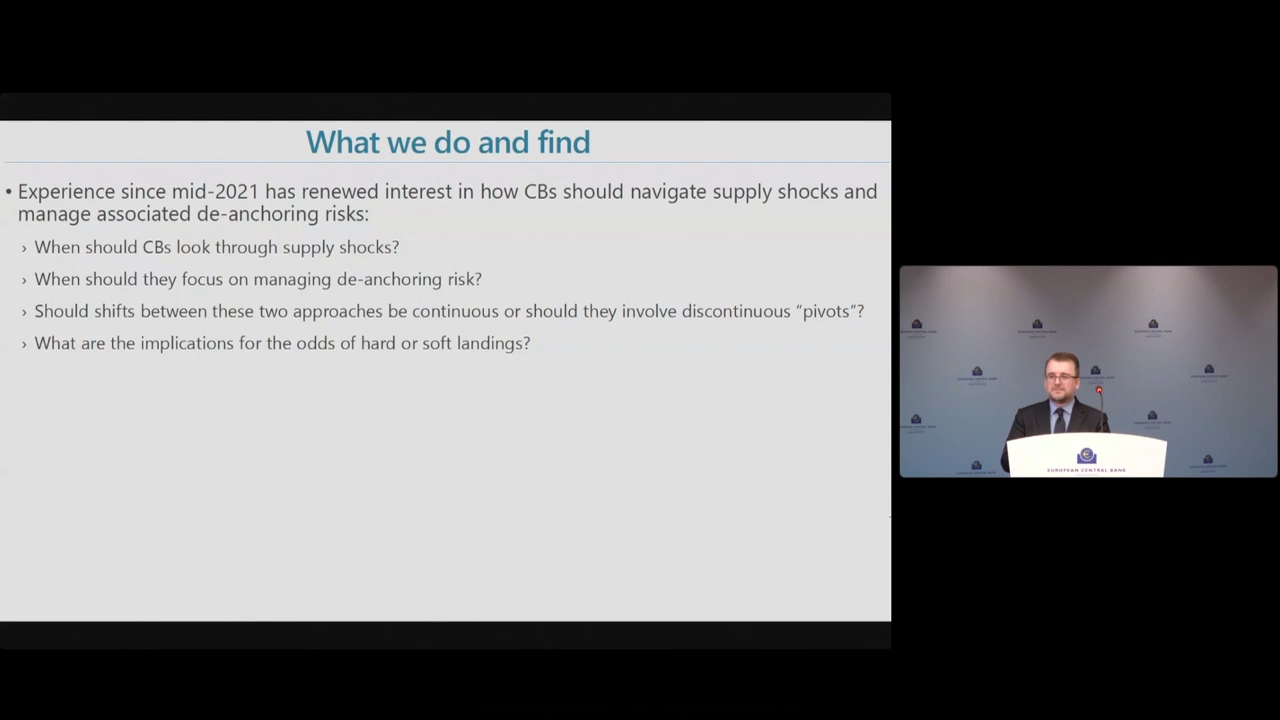 What we do and find
• Experience since mid-2021 has renewed interest in how CBs should navigate supply shocks and
manage associated de-anchoring risks:
› When should CBs look through supply shocks?
› When should they focus on managing de-anchoring risk?
› Should shifts between these two approaches be continuous or should they involve discontinuous “pivots”?
› What are the implications for the odds of hard or soft landings?
EUROPEAN CENTRAL BANK